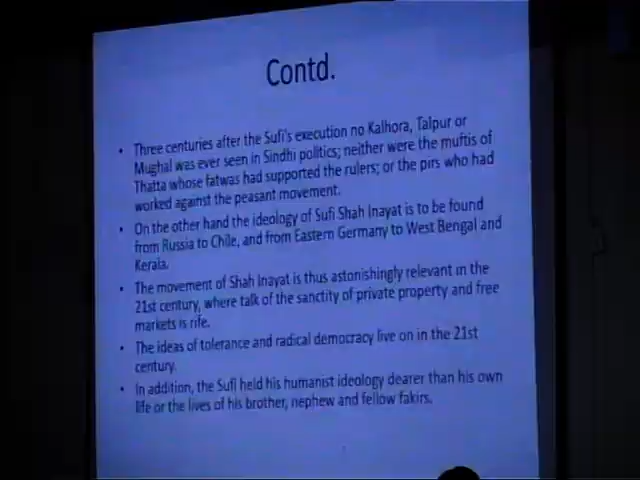 Contd.
• Three centuries after the Sufi's execution no Kalhora, Talpur or
Mughal was ever seen in Sindhi politics; neither were the muftis of
Thatta whose fatwas had supported the rulers; or the pirs who had
worked against the peasant movement.
• On the other hand the ideology of Sufi Shah Inayat is to be found
from Russia to Chile, and from Eastern Germany to West Bengal and
Kerala.
• The movement of Shah Inayat is thus astonishingly relevant in the
21st century, where talk of the sanctity of private property and free
markets is rife.
• The ideas of tolerance and radical democracy live on in the 21st
century.
• In addition, the Sufi held his humanist ideology dearer than his own
life or the lives of his brother, nephew and fellow fakirs.